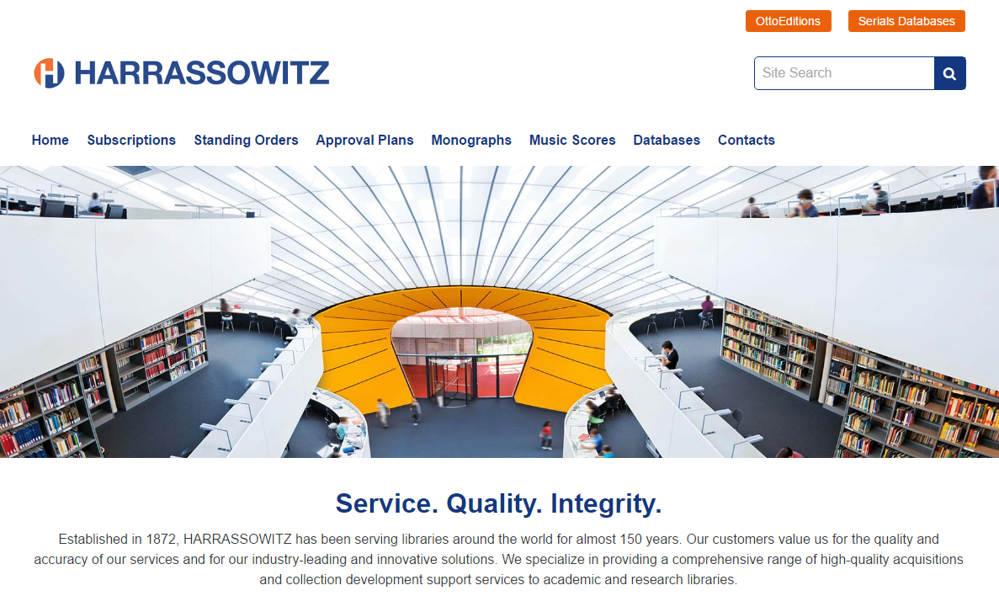 OttoEditions
Serials Databases
HARRASSOWITZ
Site Search
Home Subscriptions Standing Orders Approval Plans Monographs Music Scores Databases Contacts
Service. Quality. Integrity.
Established in 1872, HARRASSOWITZ has been serving libraries around the world for almost 150 years. Our customers value us for the quality and
accuracy of our services and for our industry-leading and innovative solutions. We specialize in providing a comprehensive range of high-quality acquisitions
and collection development support services to academic and research libraries.